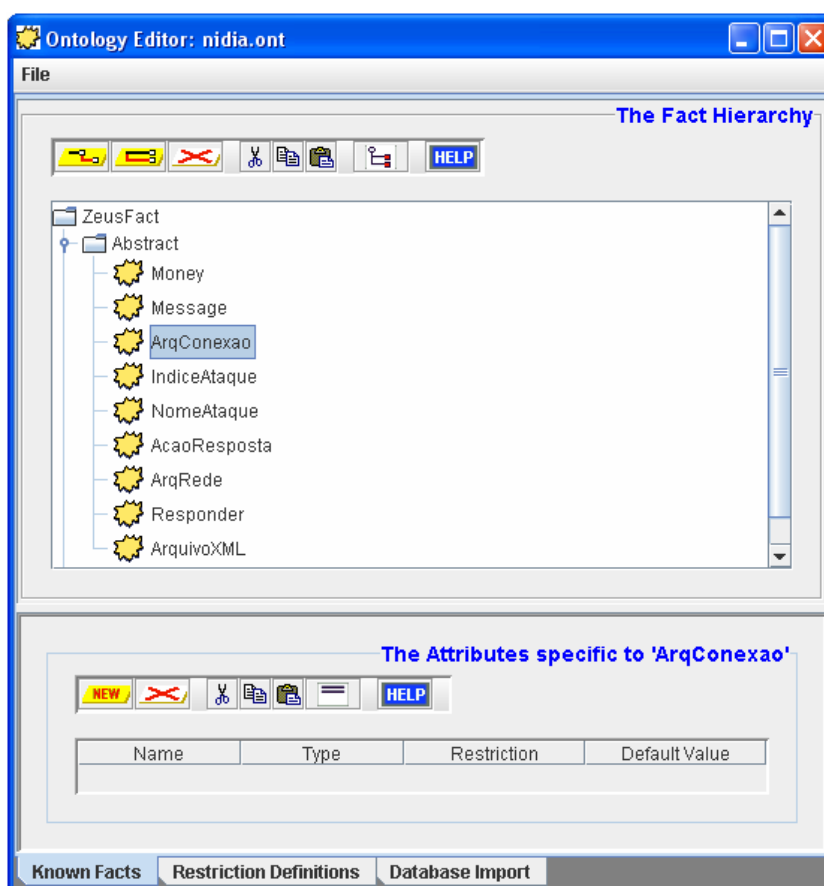 Ontology Editor: nidia.ont
File
The Fact Hierarchy
HELP
ZeusFact
Abstract
Money
Message
ArqConexao
IndiceAtaque
NomeAtaque
AcaoResposta
ArqRede
Responder
ArquivoXML
The Attributes specific to 'ArqConexao'
NEW HELP
Name Type Restriction Default Value
Known Facts Restriction Definitions Database Import